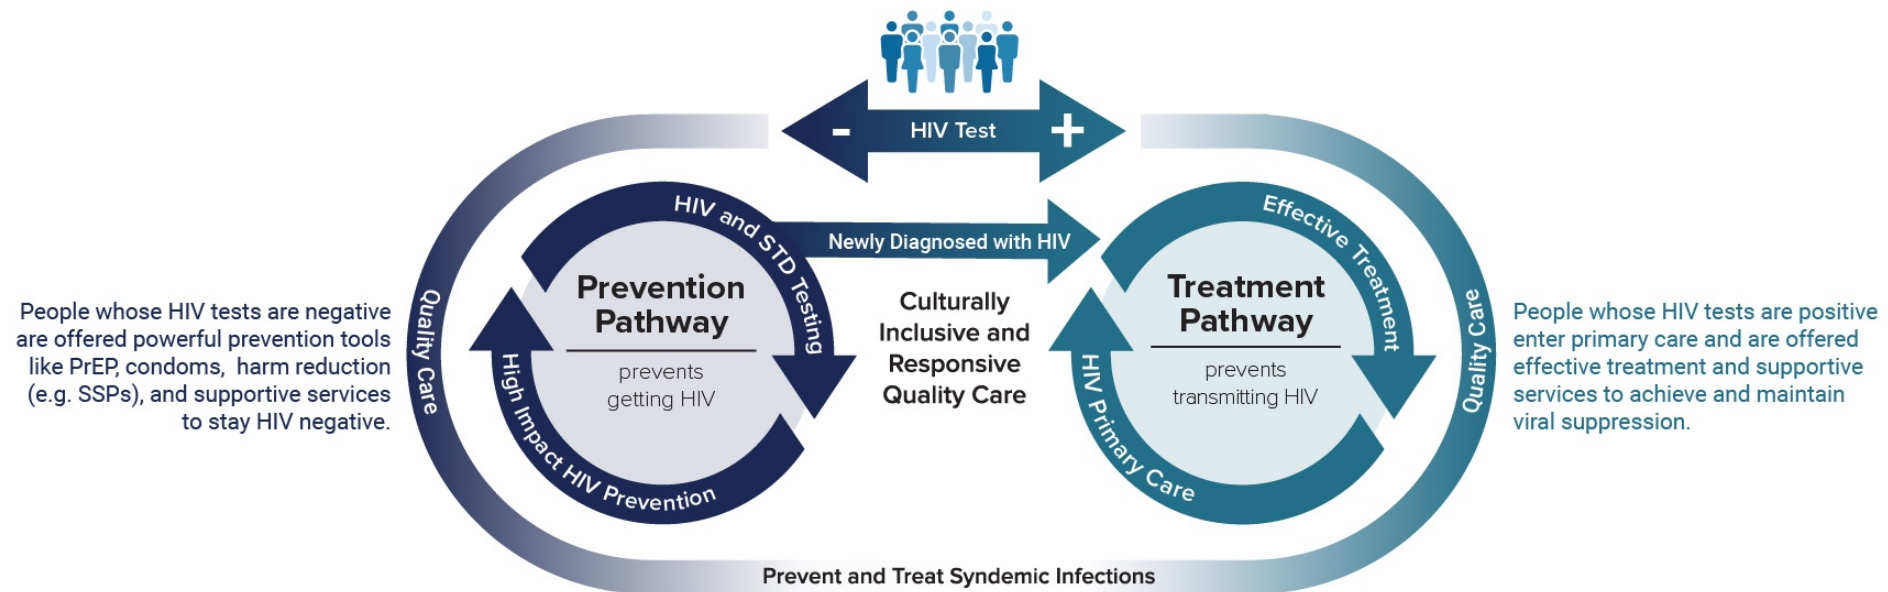 - HIV Test +
HIV and STD Testing
Newly Diagnosed with HIV
Effective Treatment
Prevention
Pathway
prevents
getting HIV
High Impact HIV Prevention
Culturally
Inclusive and
Responsive
Quality Care
Treatment
Pathway
prevents
transmitting HIV
HIV Primary Care
Quality Care
Quality Care
People whose HIV tests are negative
are offered powerful prevention tools
like PrEP, condoms,  harm reduction
(e.g. SSPs), and supportive services
to stay HIV negative.
People whose HIV tests are positive
enter primary care and are offered
effective treatment and supportive
services to achieve and maintain
viral suppression.
Prevent and Treat Syndemic Infections